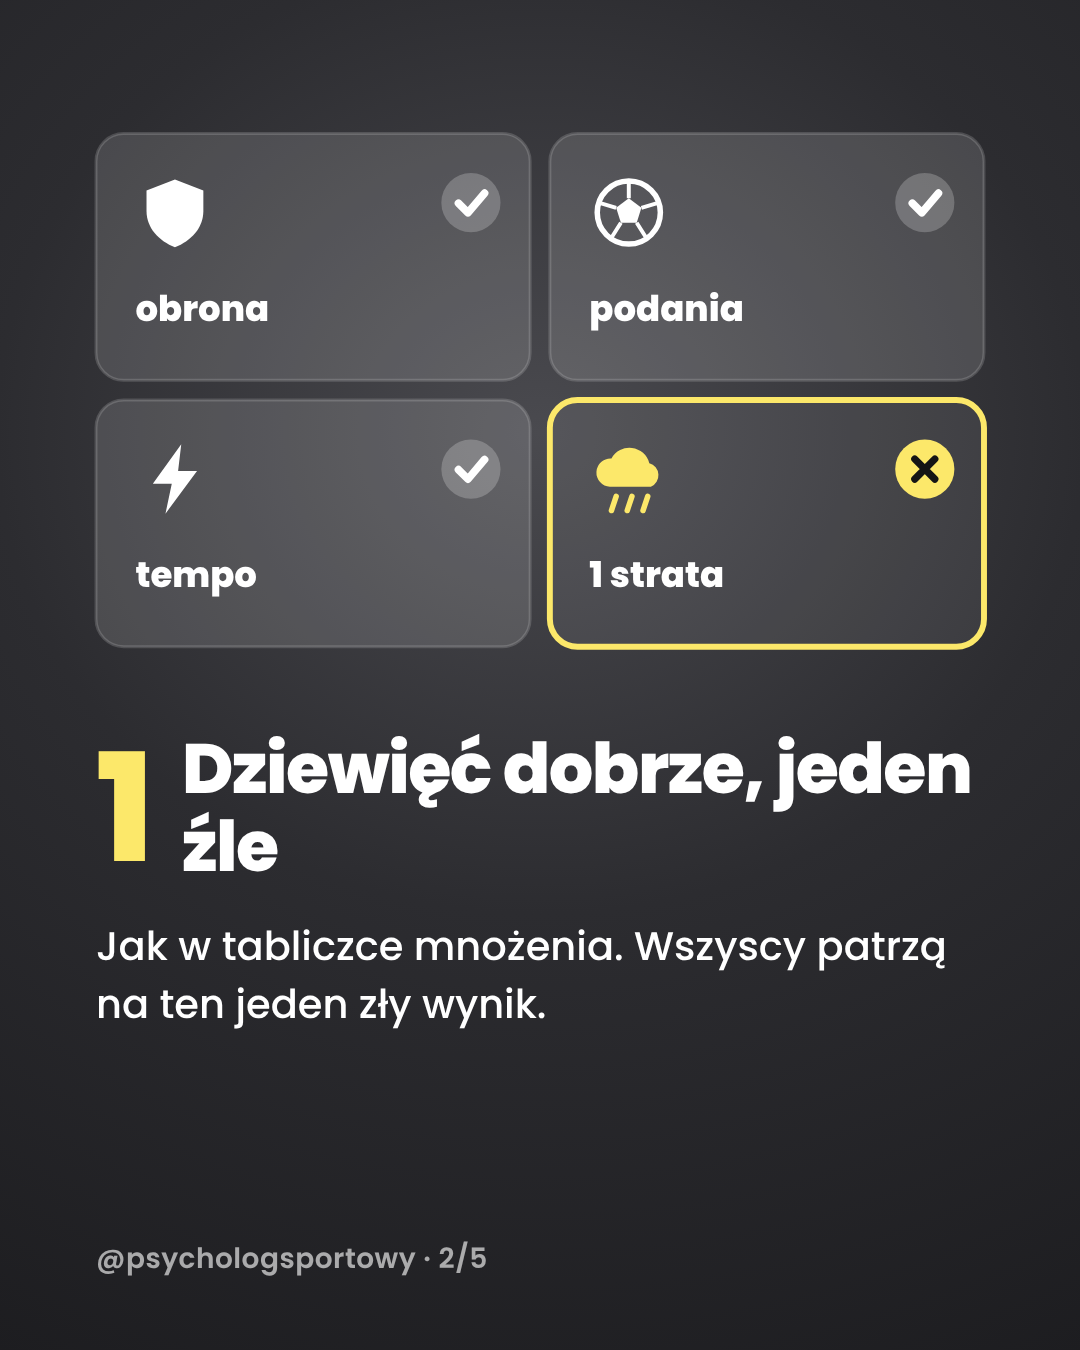 obrona
podania
tempo
1 strata
1 Dziewięć dobrze, jeden
źle
Jak w tabliczce mnożenia. Wszyscy patrzą
na ten jeden zły wynik.
@psychologsportowy · 2/5